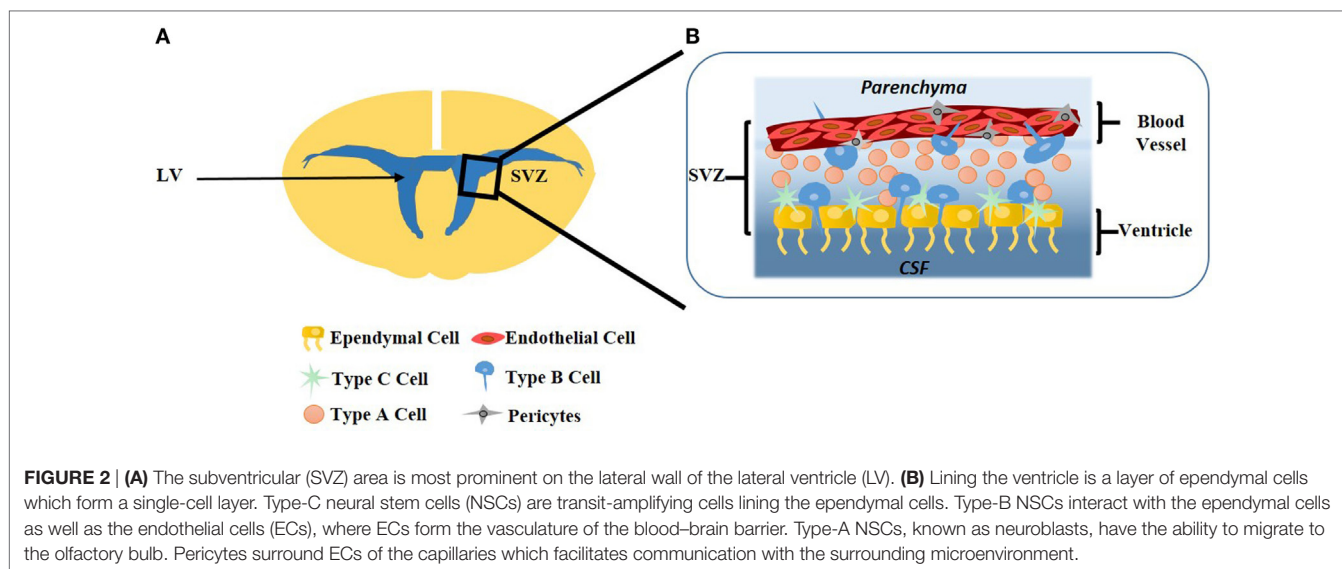 A
B
LV
SVZ
Parenchyma
SVZ
Blood
Vessel
Ventricle
CSF
Ependymal Cell
Endothelial Cell
Type C Cell
Type B Cell
Type A Cell
Pericytes
FIGURE 2 | (A) The subventricular (SVZ) area is most prominent on the lateral wall of the lateral ventricle (LV). (B) Lining the ventricle is a layer of ependymal cells
which form a single-cell layer. Type-C neural stem cells (NSCs) are transit-amplifying cells lining the ependymal cells. Type-B NSCs interact with the ependymal cells
as well as the endothelial cells (ECs), where ECs form the vasculature of the blood–brain barrier. Type-A NSCs, known as neuroblasts, have the ability to migrate to
the olfactory bulb. Pericytes surround ECs of the capillaries which facilitates communication with the surrounding microenvironment.